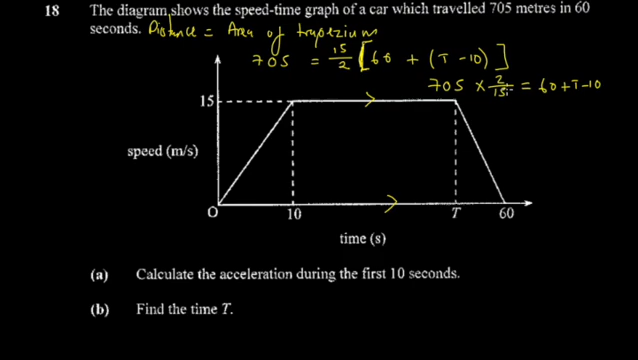 18 The diagram shows the speed-time graph of a car which travelled 705 metres in 60
seconds. Distance = Area of trapezium
705 = 15/2 [60 + (T - 10)]
705 × 2/15 = 60 + T - 10
15
speed (m/s)
O 10 T 60
time (s)
(a) Calculate the acceleration during the first 10 seconds.
(b) Find the time T.